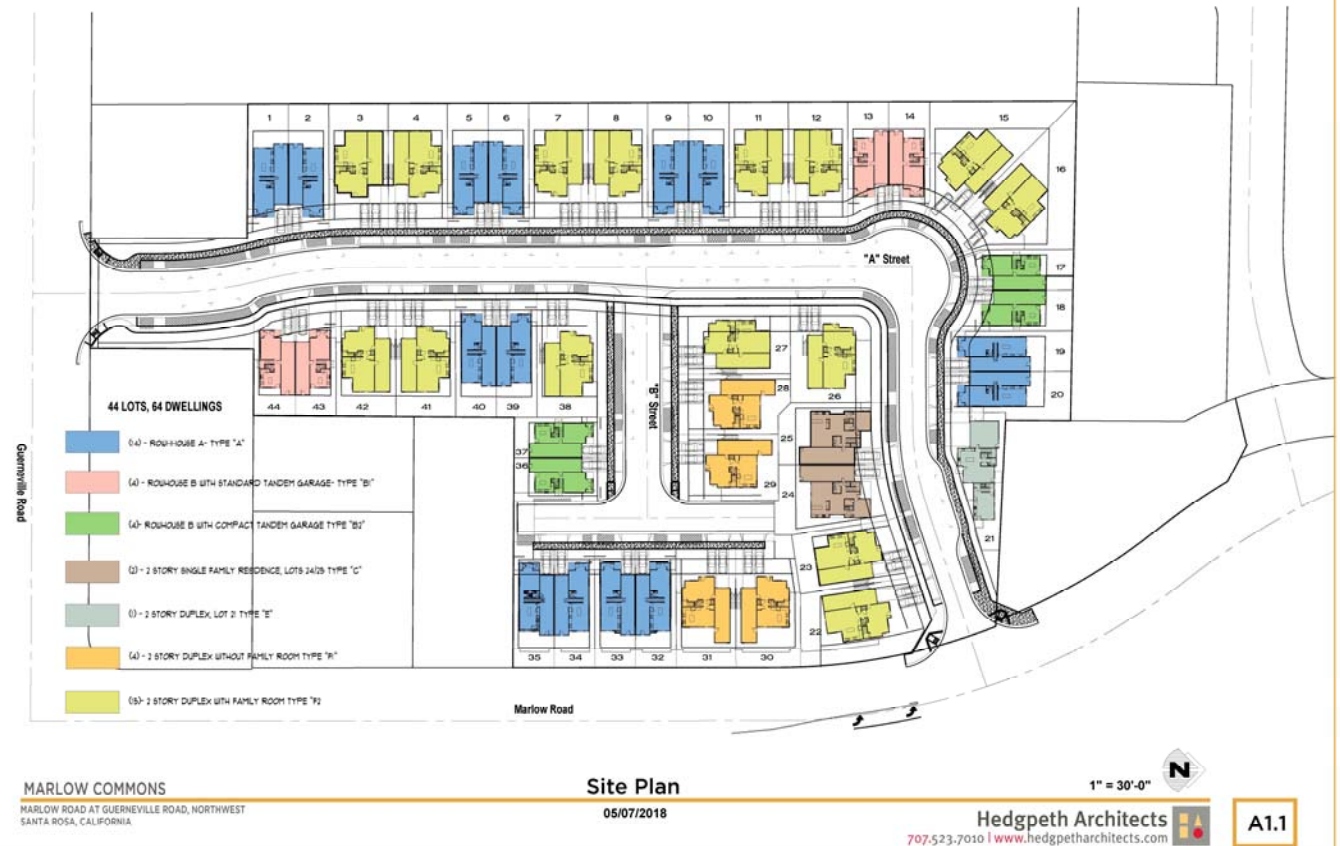 1 2 3 4 5 6 7 8 9 10 11 12 13 14 15
16
17
"A" Street
18
19
27
28
26
20
44 LOTS, 64 DWELLINGS
44 43 42 41 40 39 38
"B" Street
25
(14) - ROWHOUSE A- TYPE "A"
37
36
Guerneville Road
(4) - ROWHOUSE B WITH STANDARD TANDEM GARAGE- TYPE "B1"
29
24
(4)- ROWHOUSE B WITH COMPACT TANDEM GARAGE TYPE "B2"
21
(2) - 2 STORY SINGLE FAMILY RESIDENCE, LOTS 24/25 TYPE "C"
23
(1) - 2 STORY DUPLEX, LOT 21 TYPE "E"
22
(4) - 2 STORY DUPLEX WITHOUT FAMILY ROOM TYPE
35 34 33 32 31 30
(15)- 2 STORY DUPLEX WITH FAMILY ROOM TYPE
Marlow Road
MARLOW COMMONS
MARLOW ROAD AT GUERNEVILLE ROAD, NORTHWEST
SANTA ROSA, CALIFORNIA
Site Plan
05/07/2018
1" = 30'-0"
N
Hedgpeth Architects
707.523.7010 | www.hedgpetharchitects.com
A1.1